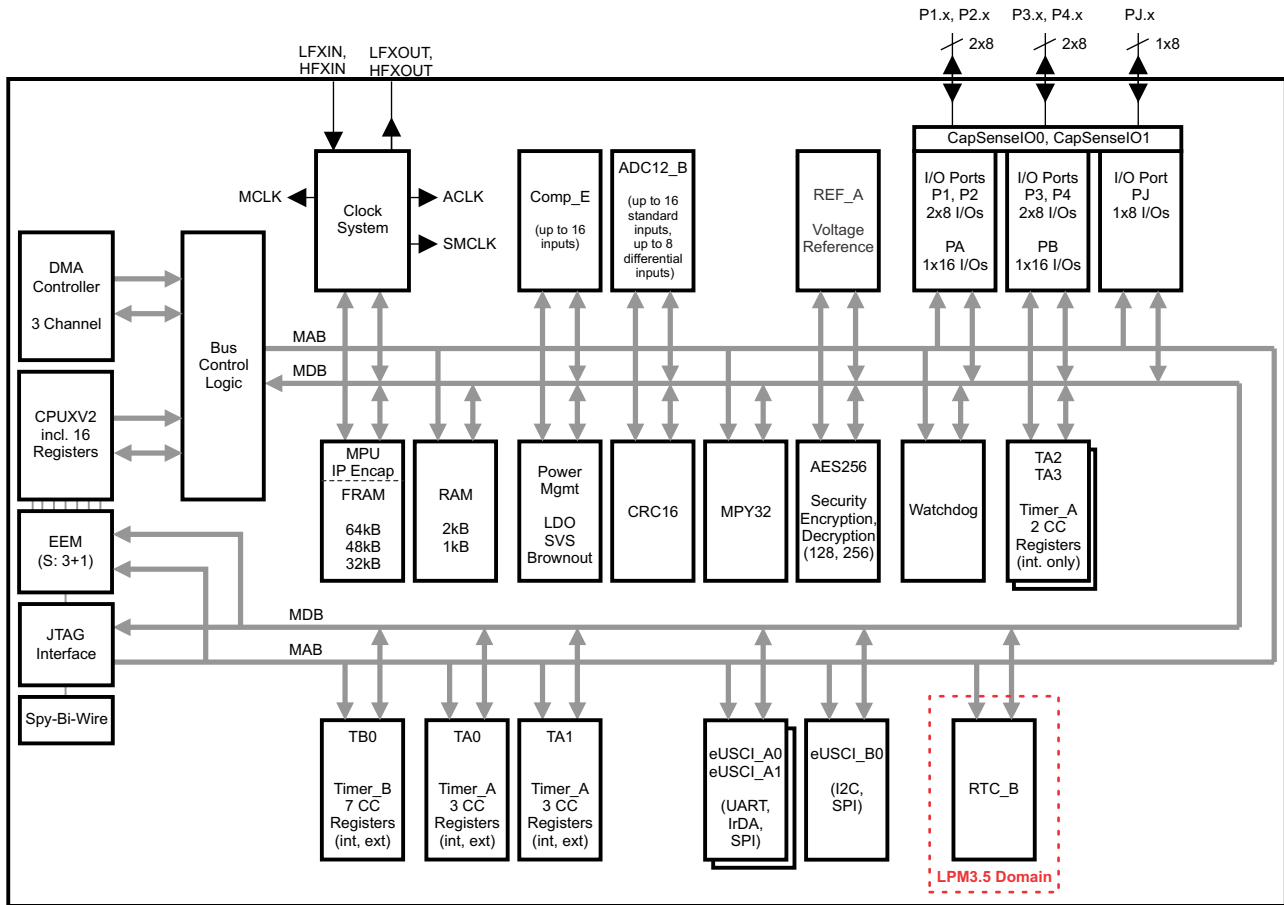 P1.x, P2.x
P3.x, P4.x
PJ.x
2x8
2x8
1x8
LFXIN,
HFXIN
LFXOUT,
HFXOUT
CapSenseIO0, CapSenseIO1
MCLK
Clock
System
ACLK
SMCLK
Comp_E
(up to 16
inputs)
ADC12_B
(up to 16
standard
inputs,
up to 8
differential
inputs)
REF_A
Voltage
Reference
I/O Ports
P1, P2
2x8 I/Os
PA
1x16 I/Os
I/O Ports
P3, P4
2x8 I/Os
PB
1x16 I/Os
I/O Port
PJ
1x8 I/Os
DMA
Controller
3 Channel
Bus
Control
Logic
MAB
MDB
CPUXV2
incl. 16
Registers
MPU
IP Encap
FRAM
64kB
48kB
32kB
RAM
2kB
1kB
Power
Mgmt
LDO
SVS
Brownout
CRC16
MPY32
AES256
Security
Encryption,
Decryption
(128, 256)
Watchdog
TA2
TA3
Timer_A
2 CC
Registers
(int. only)
EEM
(S: 3+1)
JTAG
Interface
MDB
MAB
Spy-Bi-Wire
TB0
Timer_B
7 CC
Registers
(int, ext)
TA0
Timer_A
3 CC
Registers
(int, ext)
TA1
Timer_A
3 CC
Registers
(int, ext)
eUSCI_A0
eUSCI_A1
(UART,
IrDA,
SPI)
eUSCI_B0
(I2C,
SPI)
RTC_B
LPM3.5 Domain